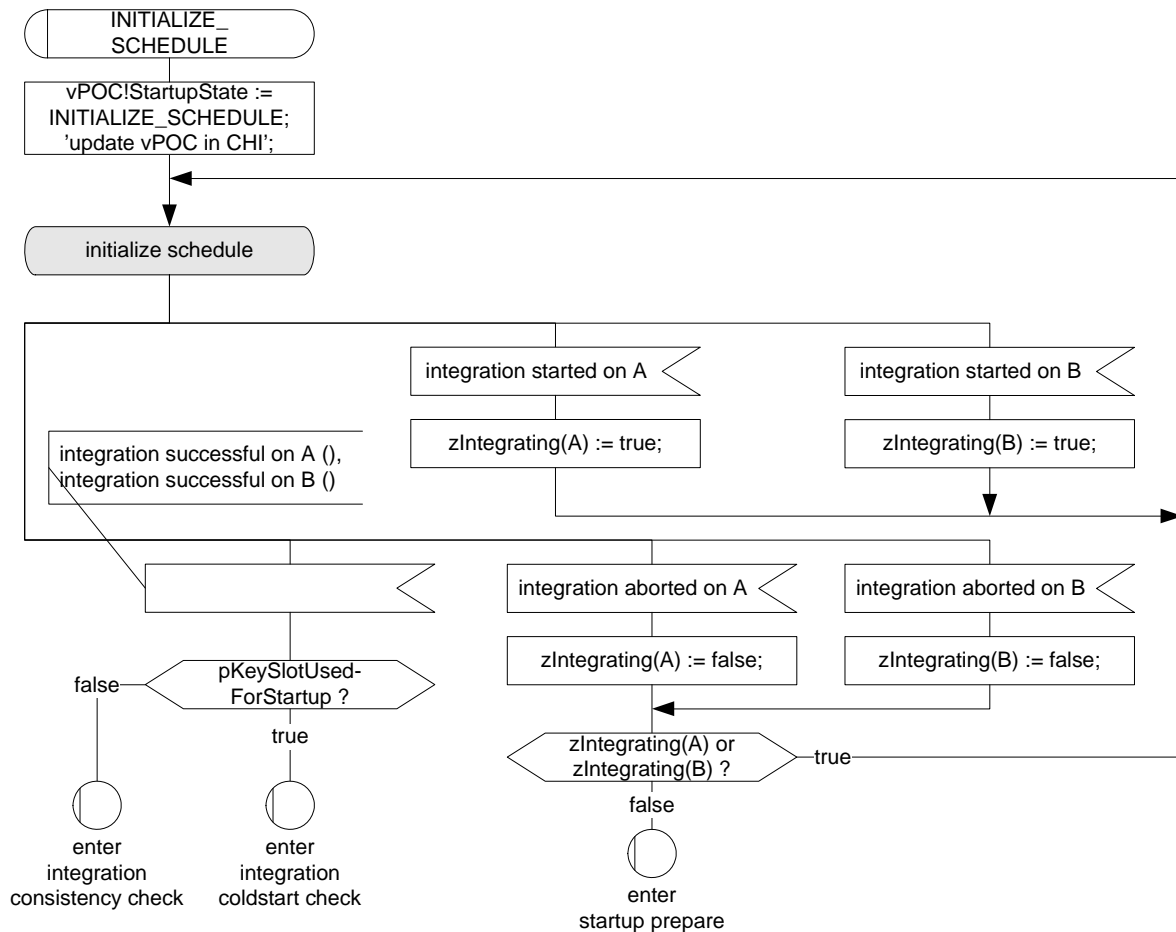 INITIALIZE_
SCHEDULE
vPOC!StartupState :=
INITIALIZE_SCHEDULE;
'update vPOC in CHI';
initialize schedule
integration started on A
integration started on B
zIntegrating(A) := true;
zIntegrating(B) := true;
integration successful on A (),
integration successful on B ()
integration aborted on A
integration aborted on B
zIntegrating(A) := false;
zIntegrating(B) := false;
false
pKeySlotUsed-
ForStartup ?
true
zIntegrating(A) or
zIntegrating(B) ?
true
false
enter
integration
consistency check
enter
integration
coldstart check
enter
startup prepare